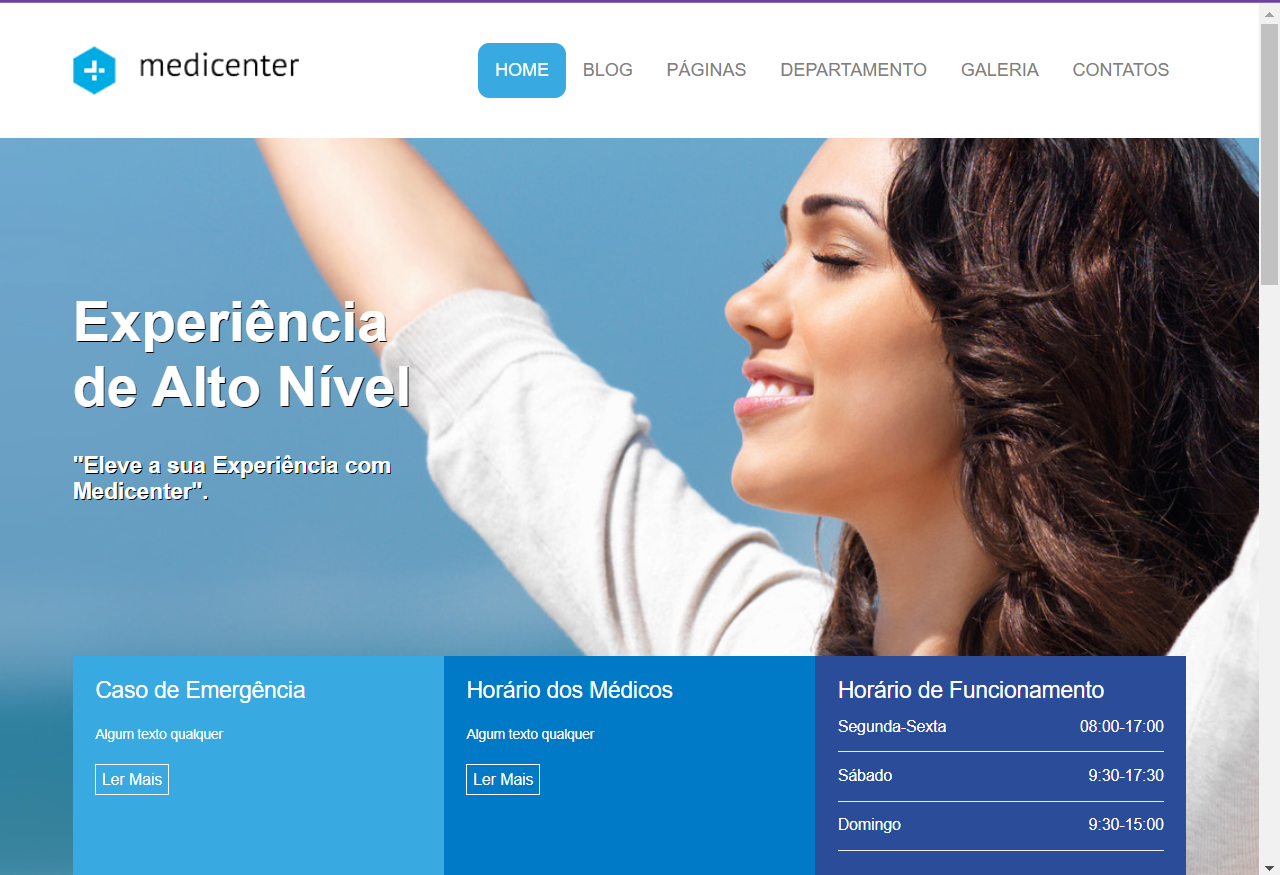 medicenter
HOME BLOG PÁGINAS DEPARTAMENTO GALERIA CONTATOS
Experiência
de Alto Nível
"Eleve a sua Experiência com
Medicenter".
Caso de Emergência
Algum texto qualquer
Ler Mais
Horário dos Médicos
Algum texto qualquer
Ler Mais
Horário de Funcionamento
Segunda-Sexta 08:00-17:00
Sábado 9:30-17:30
Domingo 9:30-15:00